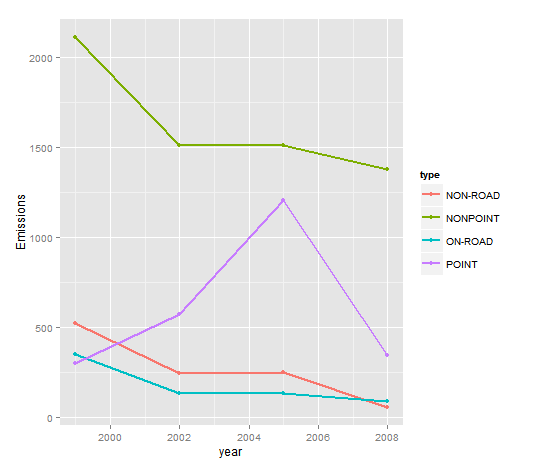 2000
1500
1000
500
0
Emissions
2000
2002
2004
2006
2008
year
type
NON-ROAD
NONPOINT
ON-ROAD
POINT